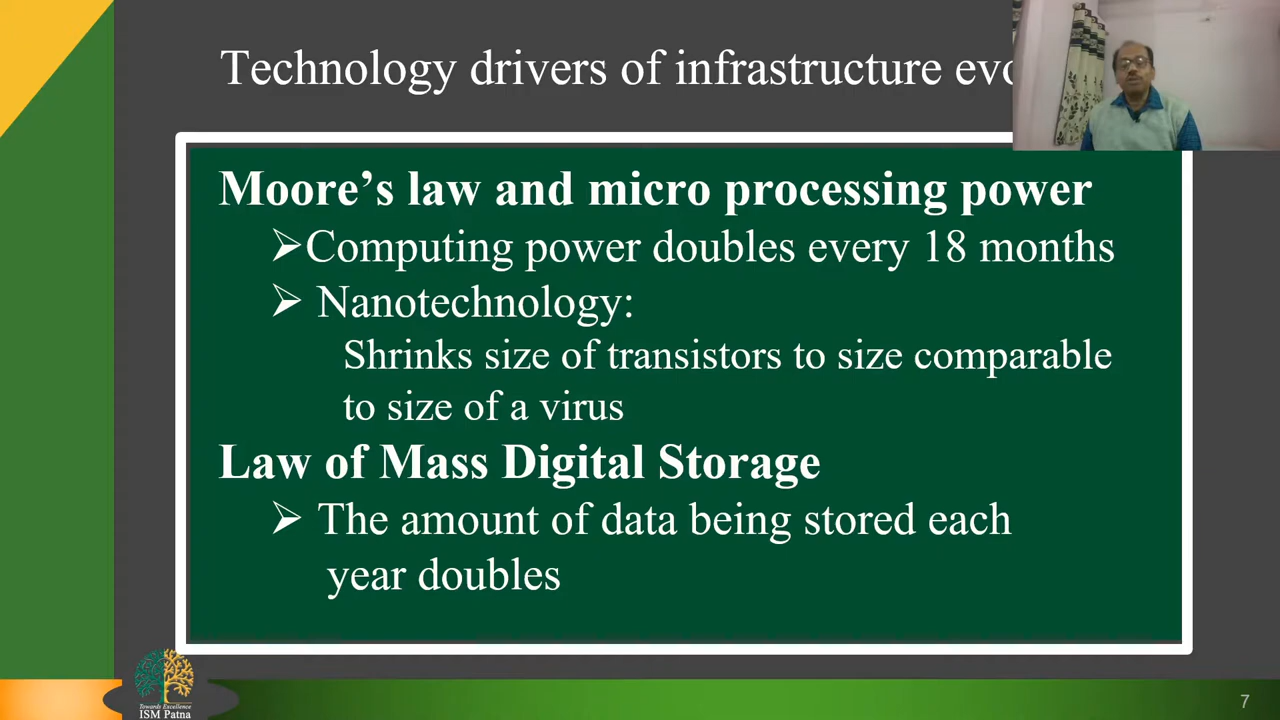 Technology drivers of infrastructure evo
Moore’s law and micro processing power
➢Computing power doubles every 18 months
➢ Nanotechnology:
Shrinks size of transistors to size comparable
to size of a virus
Law of Mass Digital Storage
➢ The amount of data being stored each
year doubles
Towards Excellence
ISM Patna
7